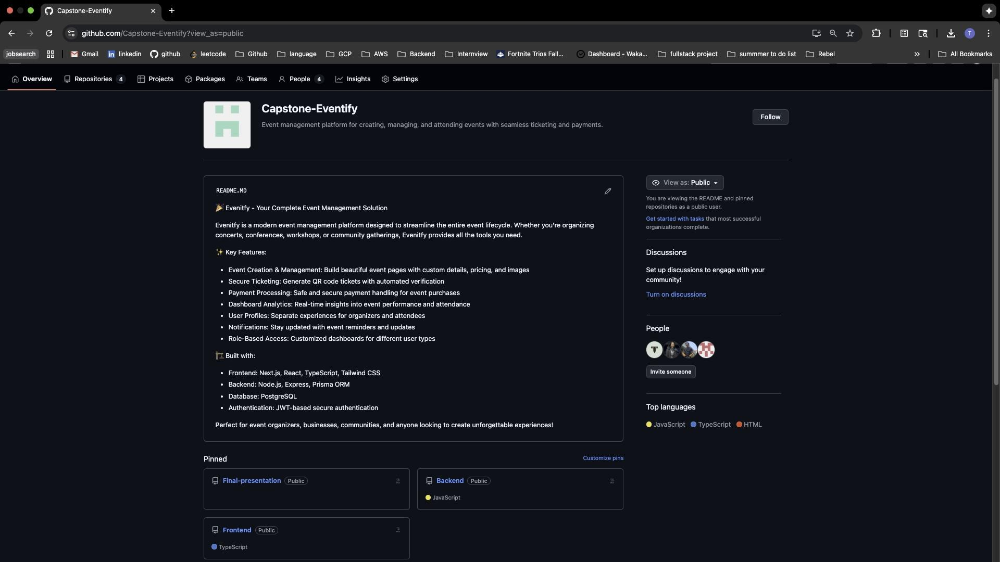 Capstone-Eventify
github.com/Capstone-Eventify?view_as=public
T
jobsearch
Gmail
linkedin
github
leetcode
Github
language
GCP
AWS
Backend
Internview
Fortnite Trios Fall...
Dashboard - Waka...
fullstack project
summmer to do list
Rebel
All Bookmarks
Overview
Repositories 4
Projects
Packages
Teams
People 4
Insights
Settings
Capstone-Eventify
Event management platform for creating, managing, and attending events with seamless ticketing and payments.
Follow
README.MD
🎉 Evenitfy - Your Complete Event Management Solution
Evenitfy is a modern event management platform designed to streamline the entire event lifecycle. Whether you're organizing
concerts, conferences, workshops, or community gatherings, Evenitfy provides all the tools you need.
✨ Key Features:
• Event Creation & Management: Build beautiful event pages with custom details, pricing, and images
• Secure Ticketing: Generate QR code tickets with automated verification
• Payment Processing: Safe and secure payment handling for event purchases
• Dashboard Analytics: Real-time insights into event performance and attendance
• User Profiles: Separate experiences for organizers and attendees
• Notifications: Stay updated with event reminders and updates
• Role-Based Access: Customized dashboards for different user types
🏗️ Built with:
• Frontend: Next.js, React, TypeScript, Tailwind CSS
• Backend: Node.js, Express, Prisma ORM
• Database: PostgreSQL
• Authentication: JWT-based secure authentication
Perfect for event organizers, businesses, communities, and anyone looking to create unforgettable experiences!
Pinned
Customize pins
Final-presentation Public
Backend Public
JavaScript
Frontend Public
TypeScript
View as: Public
You are viewing the README and pinned
repositories as a public user.
Get started with tasks that most successful
organizations complete.
Discussions
Set up discussions to engage with your
community!
Turn on discussions
People
Invite someone
Top languages
JavaScript TypeScript HTML